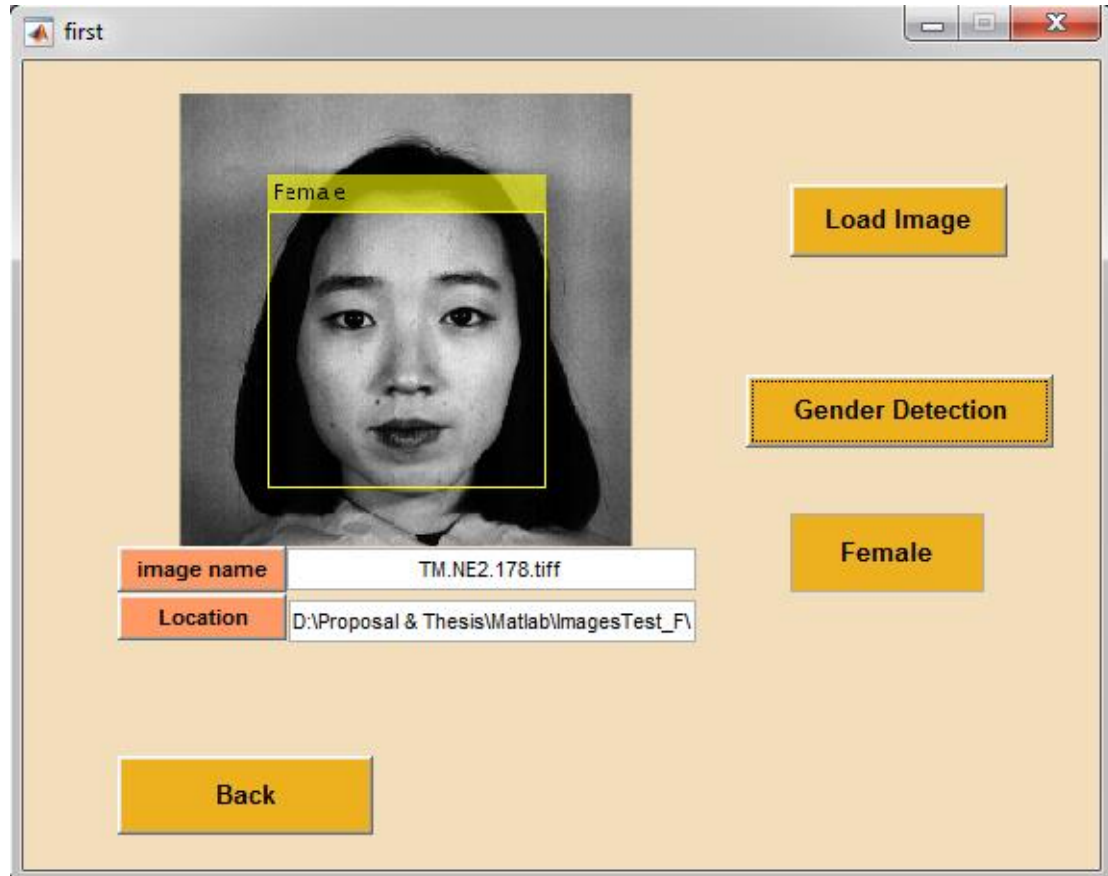 first
Female
Load Image
Gender Detection
Female
image name
TM.NE2.178.tiff
Location
D:\Proposal & Thesis\Matlab\ImagesTest_F\
Back